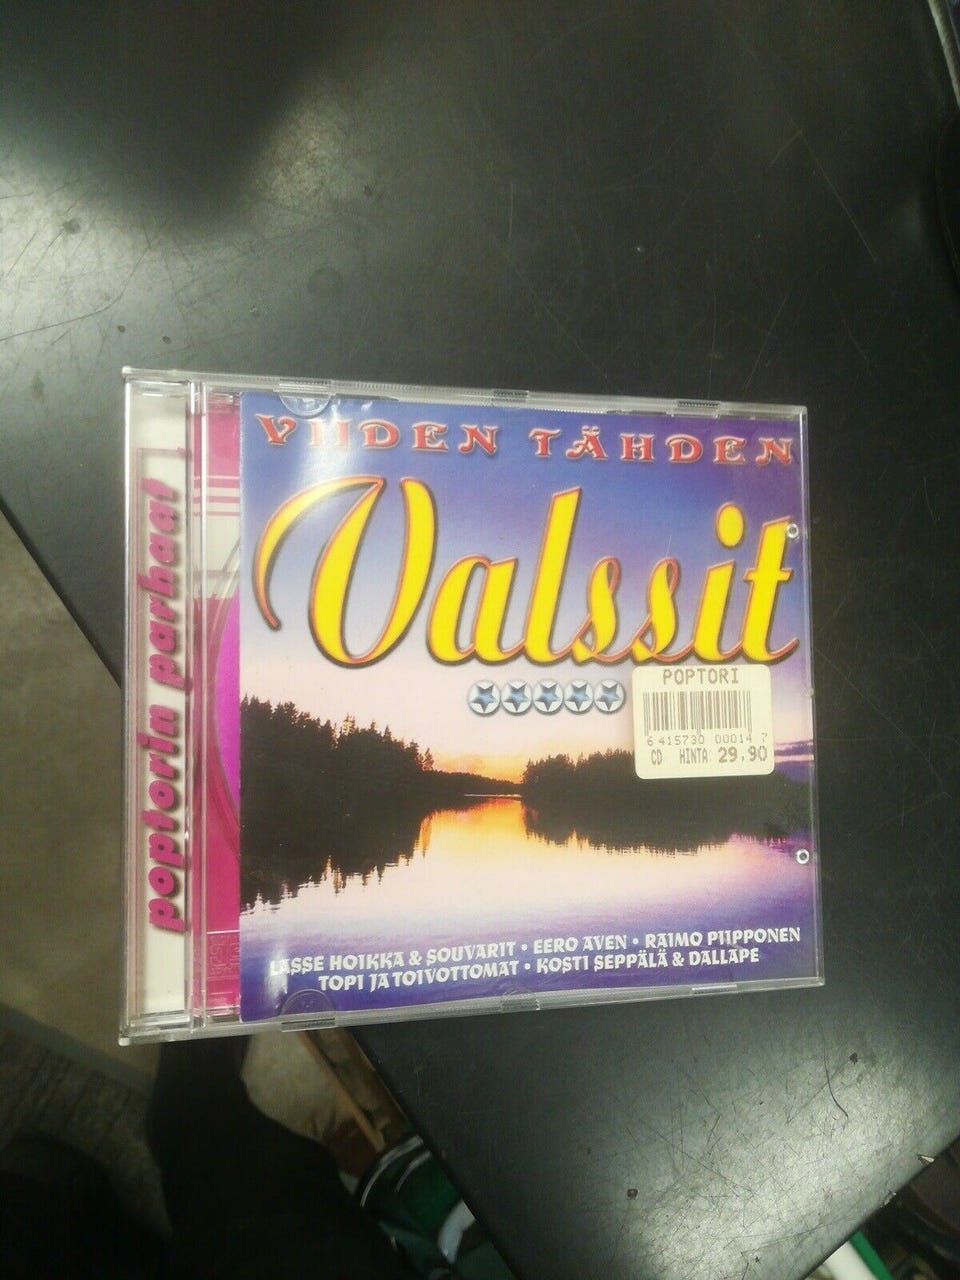 poptorin parhaat
VIIDEN TÄHDEN
Valssit
POPTORI
6 415730 00014 7
CD HINTA: 29,90
LASSE HOIKKA & SOUVARIT • EERO AVEN • RAIMO PIIPPONEN
TOPI JA TOIVOTTOMAT • KOSTI SEPPÄLÄ & DALLAPE